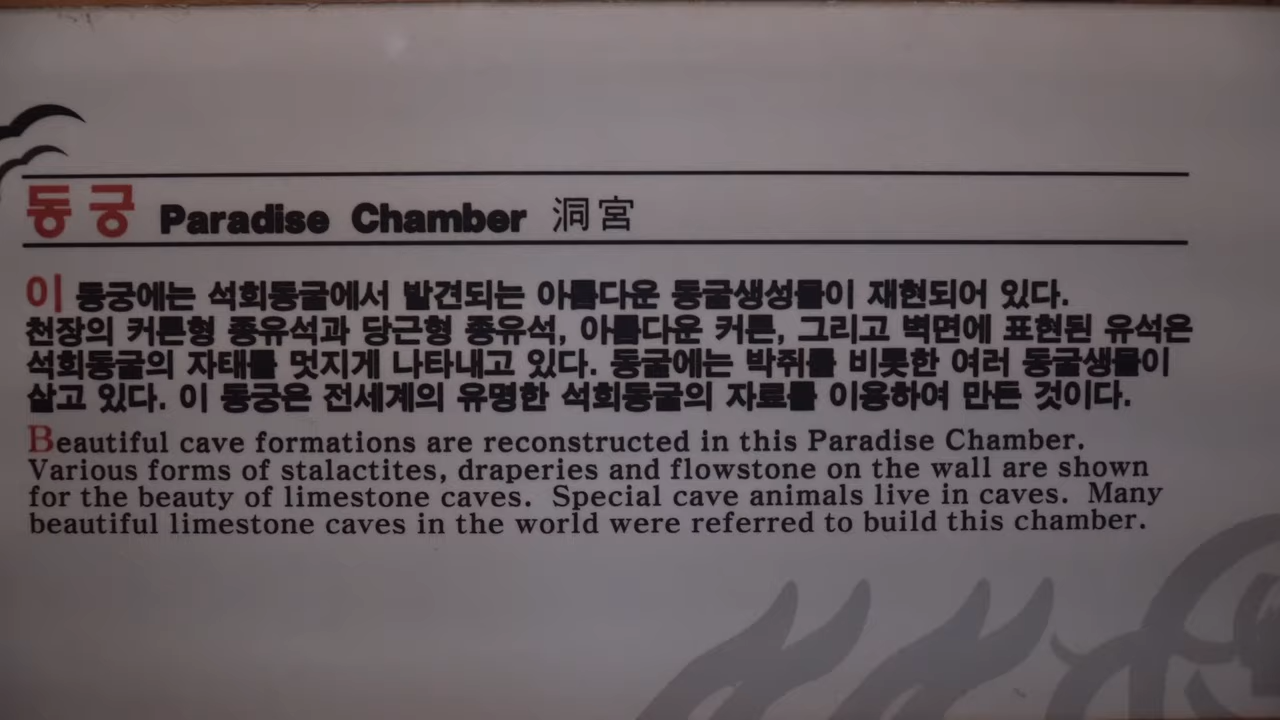 동궁 Paradise Chamber 洞宮
이 동궁에는 석회동굴에서 발견되는 아름다운 동굴생성물이 재현되어 있다.
천장의 커튼형 종유석과 당근형 종유석, 아름다운 커튼, 그리고 벽면에 표현된 유석은
석회동굴의 자태를 멋지게 나타내고 있다. 동굴에는 박쥐를 비롯한 여러 동굴생물이
살고 있다. 이 동궁은 전세계의 유명한 석회동굴의 자료를 이용하여 만든 것이다.
Beautiful cave formations are reconstructed in this Paradise Chamber.
Various forms of stalactites, draperies and flowstone on the wall are shown
for the beauty of limestone caves. Special cave animals live in caves. Many
beautiful limestone caves in the world were referred to build this chamber.